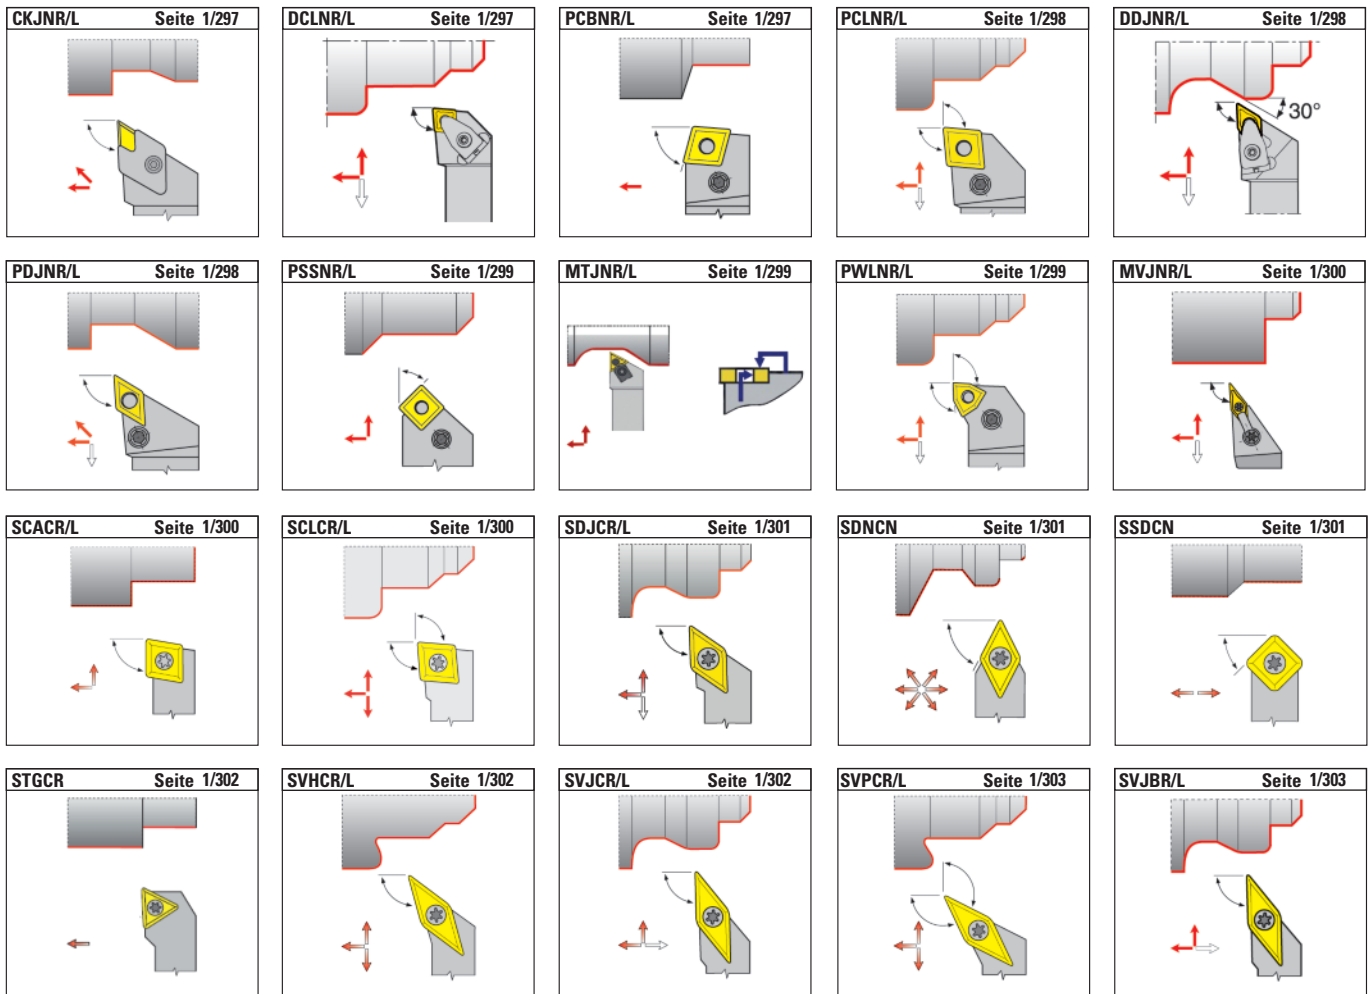 CKJNR/L Seite 1/297
DCLNR/L Seite 1/297
PCBNR/L Seite 1/297
PCLNR/L Seite 1/298
DDJNR/L Seite 1/298
30°
PDJNR/L Seite 1/298
PSSNR/L Seite 1/299
MTJNR/L Seite 1/299
PWLNR/L Seite 1/299
MVJNR/L Seite 1/300
SCACR/L Seite 1/300
SCLCR/L Seite 1/300
SDJCR/L Seite 1/301
SDNCN Seite 1/301
SSDCN Seite 1/301
STGCR Seite 1/302
SVHCR/L Seite 1/302
SVJCR/L Seite 1/302
SVPCR/L Seite 1/303
SVJBR/L Seite 1/303